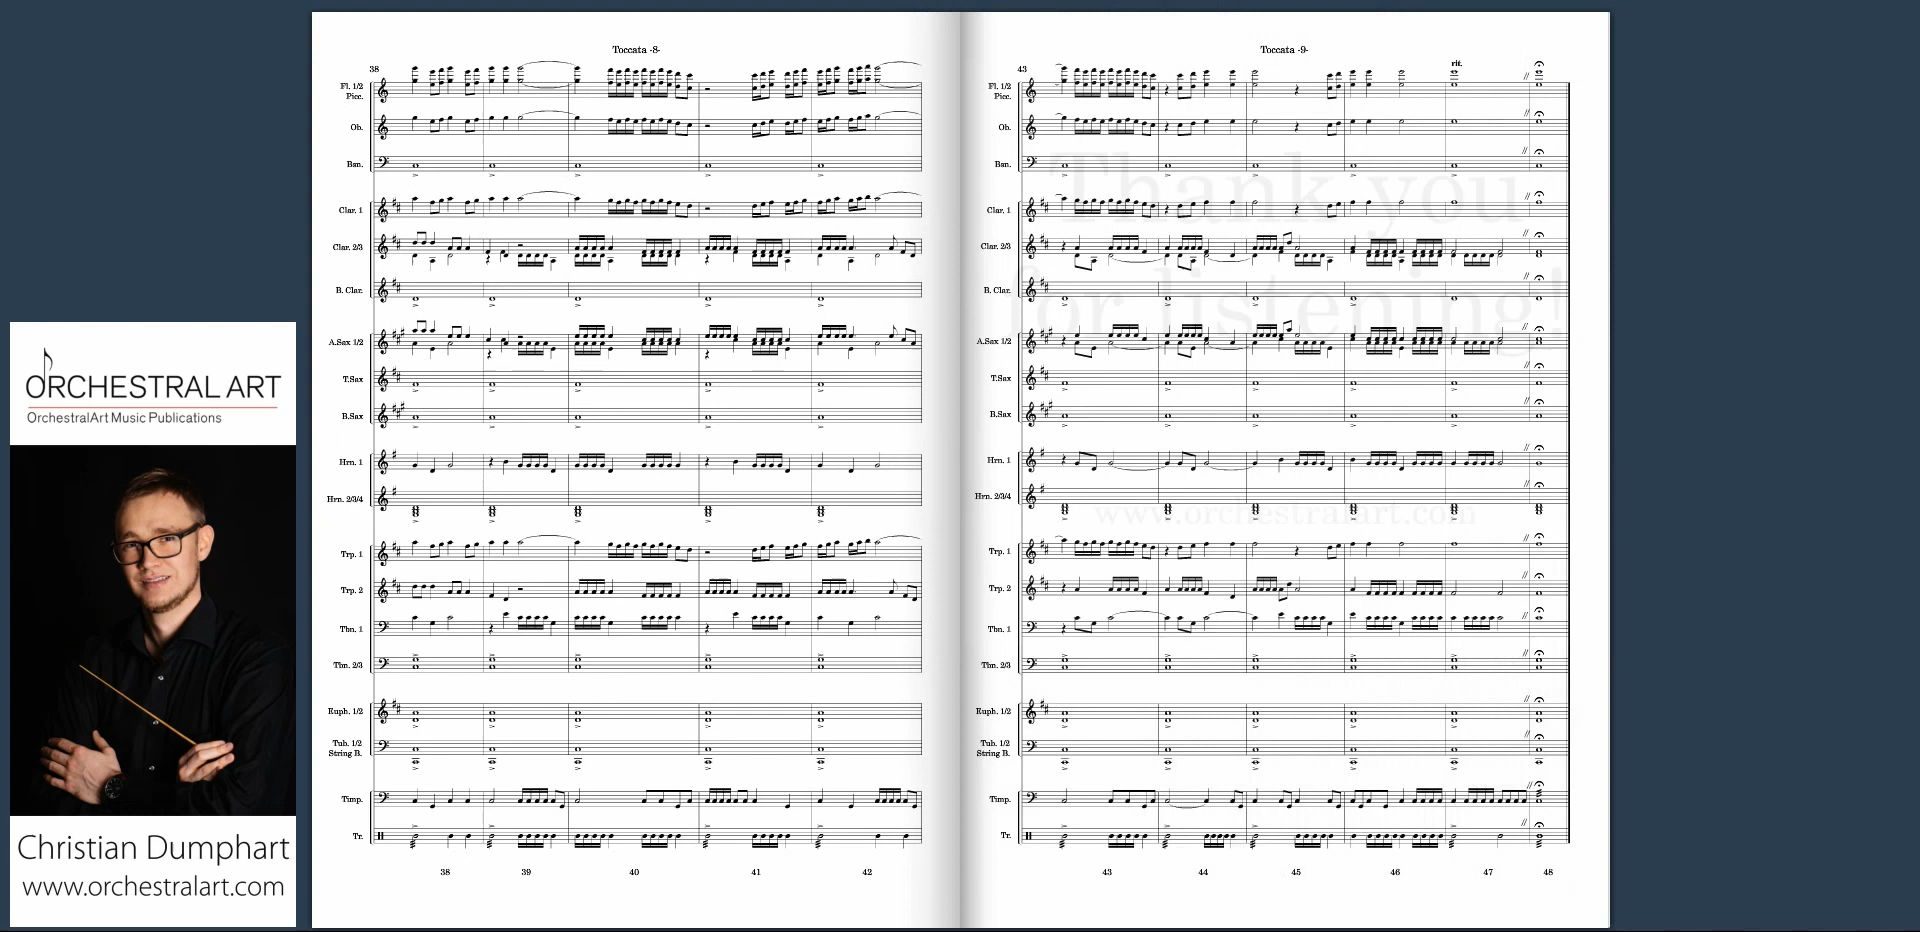 ORCHESTRAL ART
OrchestralArt Music Publications
Christian Dumphart
www.orchestralart.com
Toccata -8-
38
Fl. 1/2
Picc.
Ob.
Bsn.
Clar. 1
Clar. 2/3
B. Clar.
A.Sax 1/2
T.Sax
B.Sax
Hrn. 1
Hrn. 2/3/4
Trp. 1
Trp. 2
Tbn. 1
Tbn. 2/3
Euph. 1/2
Tub. 1/2
String B.
Timp.
Tr.
38 39 40 41 42
Toccata -9-
43
rit.
Fl. 1/2
Picc.
Ob.
Bsn.
Clar. 1
Clar. 2/3
B. Clar.
A.Sax 1/2
T.Sax
B.Sax
Hrn. 1
Hrn. 2/3/4
Trp. 1
Trp. 2
Tbn. 1
Tbn. 2/3
Euph. 1/2
Tub. 1/2
String B.
Timp.
Tr.
43 44 45 46 47 48
Thank you
for listening!
www.orchestralart.com